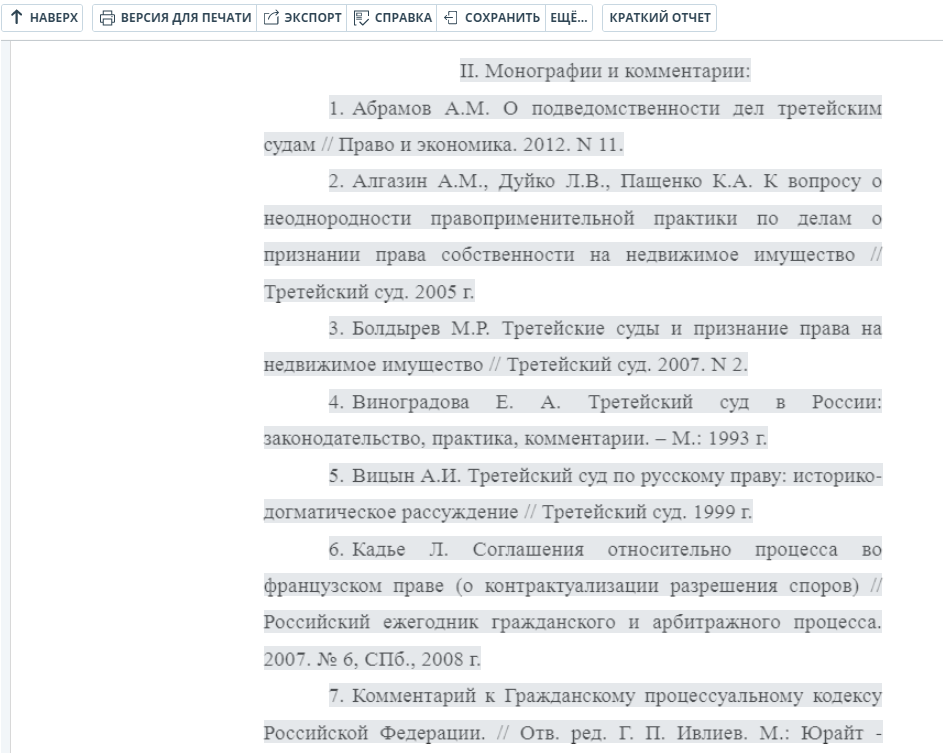 НАВЕРХ ВЕРСИЯ ДЛЯ ПЕЧАТИ ЭКСПОРТ СПРАВКА СОХРАНИТЬ ЕЩЁ... КРАТКИЙ ОТЧЕТ
II. Монографии и комментарии:
1. Абрамов А.М. О подведомственности дел третейским
судам // Право и экономика. 2012. N 11.
2. Алгазин А.М., Дуйко Л.В., Пащенко К.А. К вопросу о
неоднородности правоприменительной практики по делам о
признании права собственности на недвижимое имущество //
Третейский суд. 2005 г.
3. Болдырев М.Р. Третейские суды и признание права на
недвижимое имущество // Третейский суд. 2007. N 2.
4. Виноградова Е. А. Третейский суд в России:
законодательство, практика, комментарии. – М.: 1993 г.
5. Вицын А.И. Третейский суд по русскому праву: историко-
догматическое рассуждение // Третейский суд. 1999 г.
6. Кадье Л. Соглашения относительно процесса во
французском праве (о контрактуализации разрешения споров) //
Российский ежегодник гражданского и арбитражного процесса.
2007. № 6, СПб., 2008 г.
7. Комментарий к Гражданскому процессуальному кодексу
Российской Федерации. // Отв. ред. Г. П. Ивлиев. М.: Юрайт -